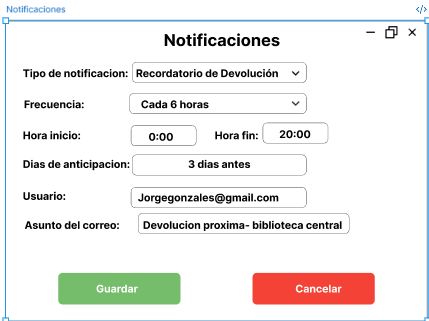 Notificaciones
Notificaciones
Tipo de notificacion: Recordatorio de Devolución
Frecuencia: Cada 6 horas
Hora inicio: 0:00 Hora fin: 20:00
Dias de anticipacion: 3 dias antes
Usuario: Jorgegonzales@gmail.com
Asunto del correo: Devolucion proxima- biblioteca central
Guardar Cancelar